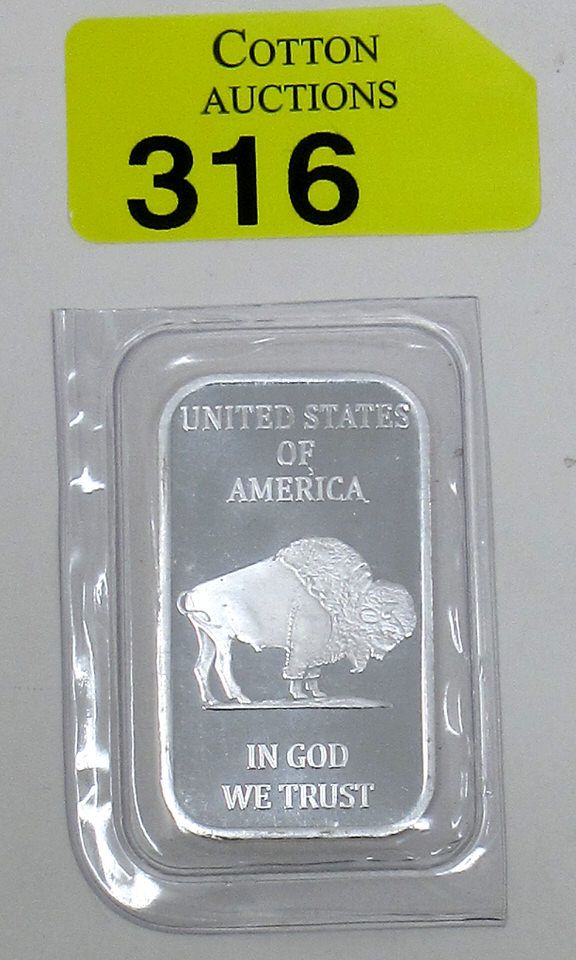 COTTON
AUCTIONS
316
UNITED STATES
OF
AMERICA
IN GOD
WE TRUST